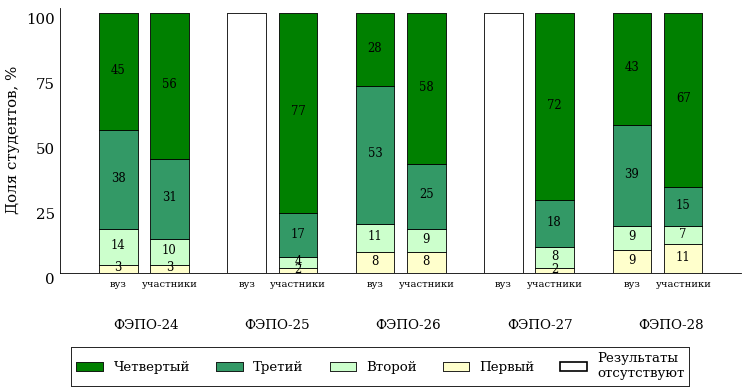 Доля студентов, %
100
75
50
25
0
45 38 14 3
56 31 10 3
77 17 4 2
28 53 11 8
58 25 9 8
72 18 8 2
43 39 9 9
67 15 7 11
вуз участники вуз участники вуз участники вуз участники вуз участники
ФЭПО-24 ФЭПО-25 ФЭПО-26 ФЭПО-27 ФЭПО-28
Четвертый Третий Второй Первый Результаты
отсутствуют